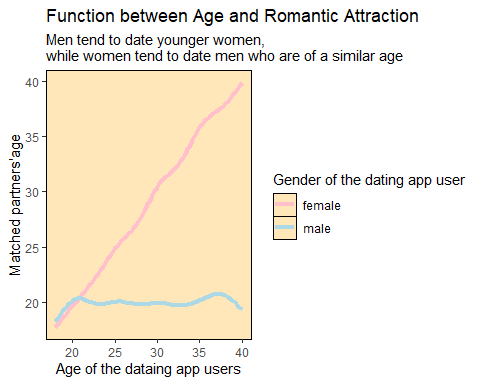 Function between Age and Romantic Attraction
Men tend to date younger women,
while women tend to date men who are of a similar age
40
35
30
25
20
Matched partners'age
20
25
30
35
40
Age of the dataing app users
Gender of the dating app user
female
male